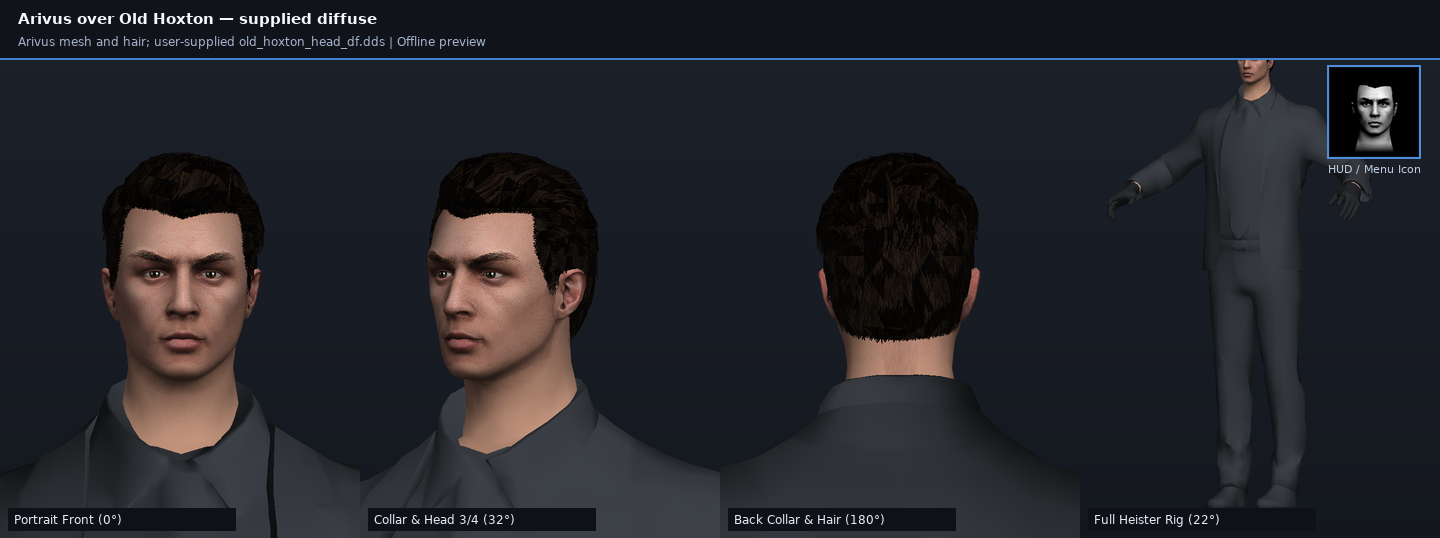 Arivus over Old Hoxton — supplied diffuse
Arivus mesh and hair; user-supplied old_hoxton_head_df.dds | Offline preview
HUD / Menu Icon
Portrait Front (0°)
Collar & Head 3/4 (32°)
Back Collar & Hair (180°)
Full Heister Rig (22°)